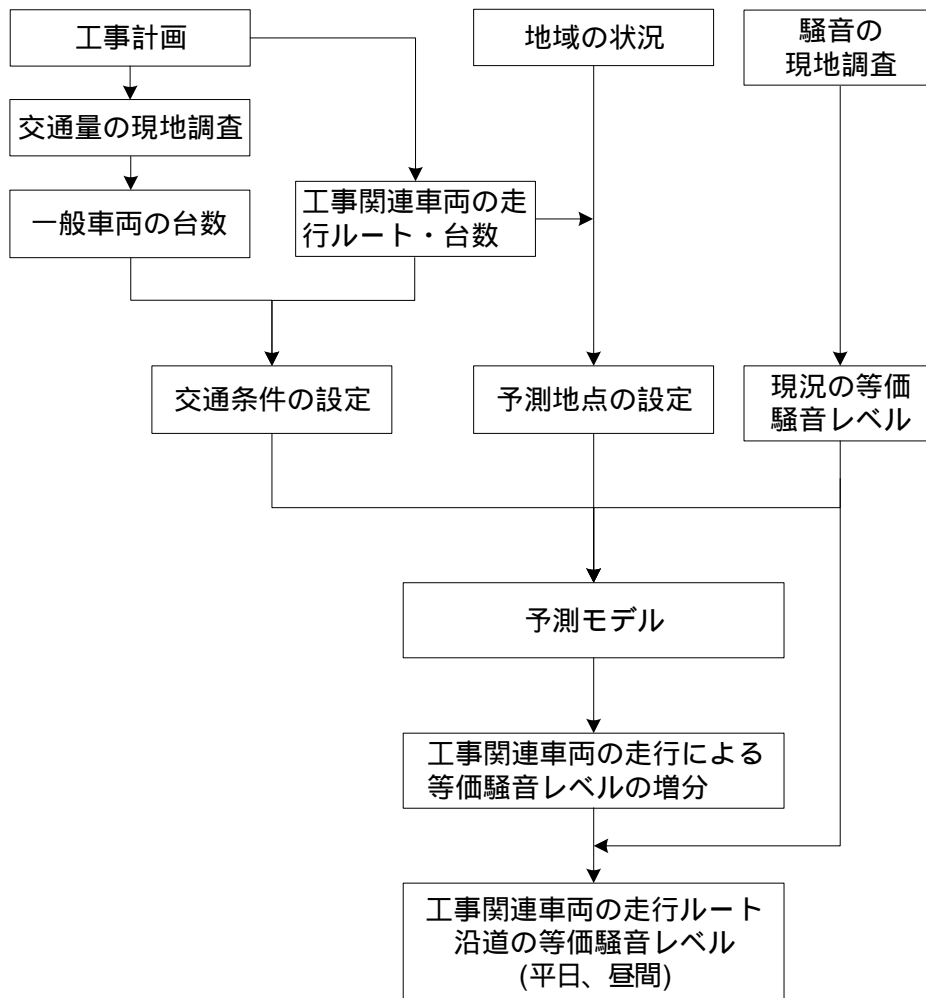 工事計画
地域の状況
騒音の
現地調査
交通量の現地調査
一般車両の台数
工事関連車両の走
行ルート・台数
交通条件の設定
予測地点の設定
現況の等価
騒音レベル
予測モデル
工事関連車両の走行による
等価騒音レベルの増分
工事関連車両の走行ルート
沿道の等価騒音レベル
(平日、昼間)